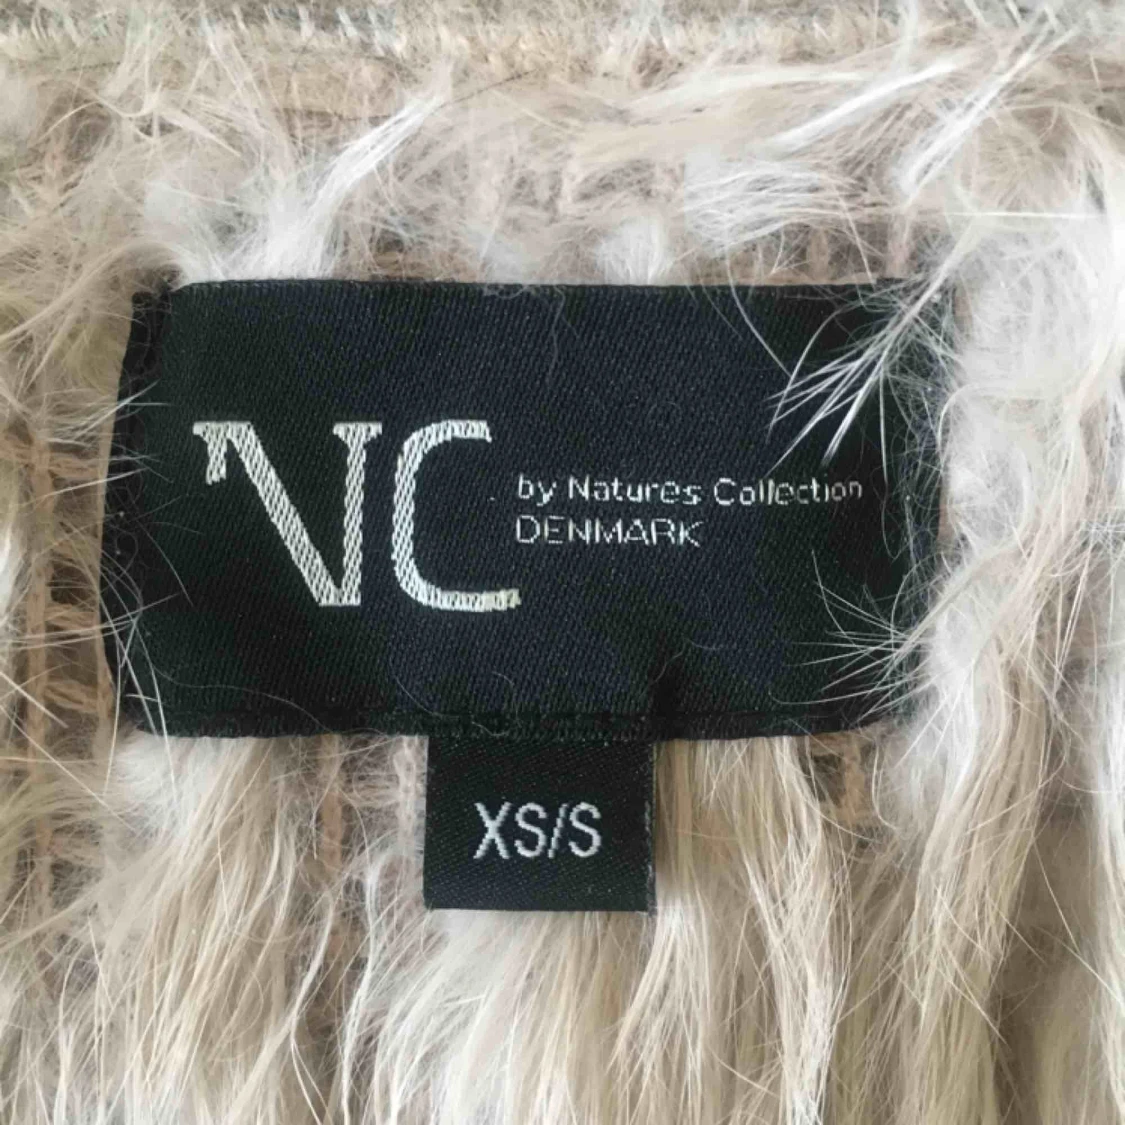 NC
by Natures Collection
DENMARK
XS/S